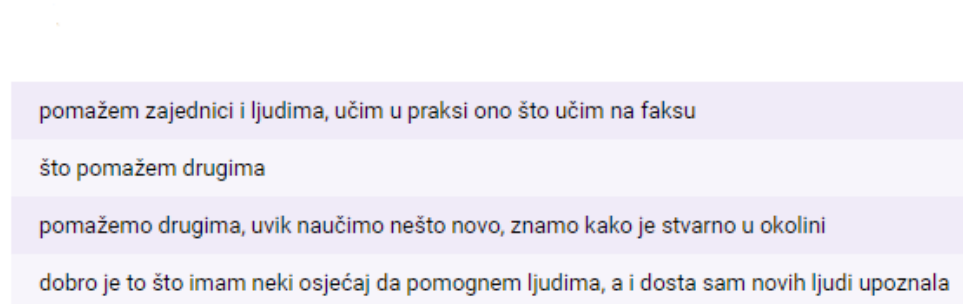 pomažem zajednici i ljudima, učim u praksi ono što učim na faksu
što pomažem drugima
pomažemo drugima, uvik naučimo nešto novo, znamo kako je stvarno u okolini
dobro je to što imam neki osjećaj da pomognem ljudima, a i dosta sam novih ljudi upoznala